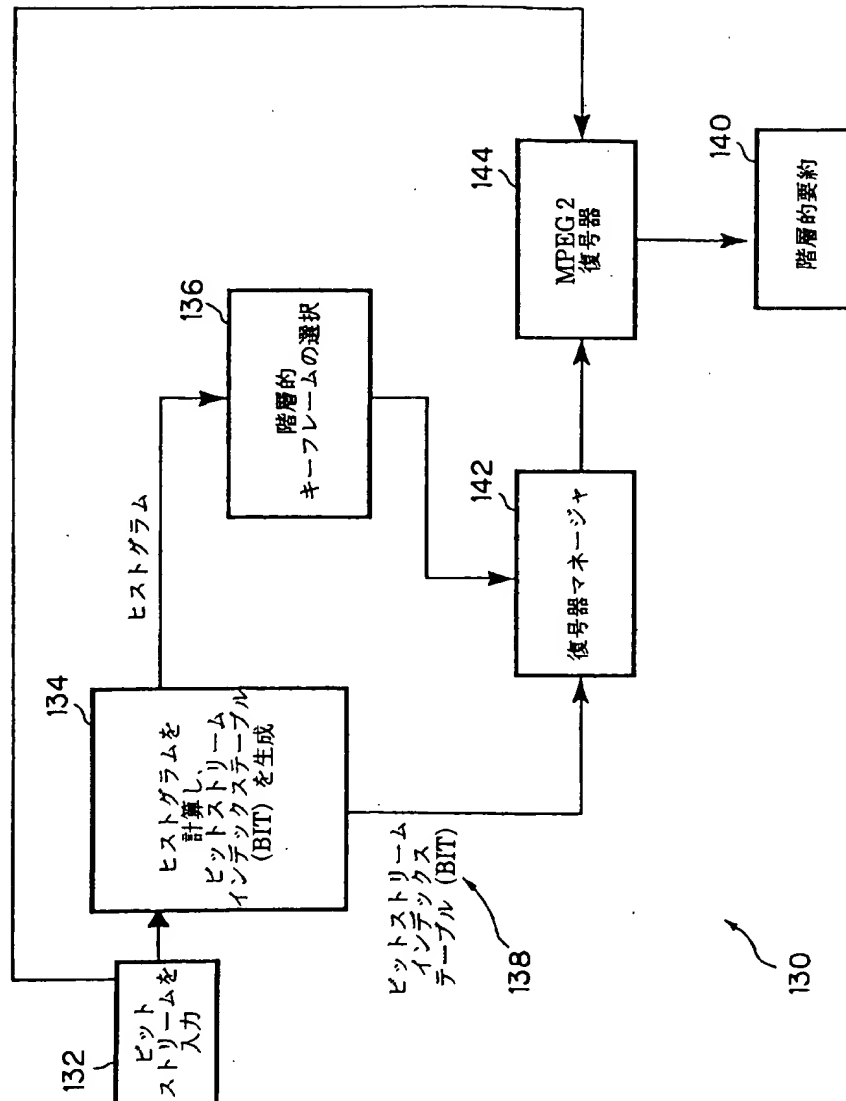 132
ビット
ストリームを
入力
134
ヒストグラムを
計算し、
ビットストリーム
インデックステーブル
(BIT) を生成
ヒストグラム
136
階層的
キーフレームの選択
ビットストリーム
インデックス
テーブル (BIT)
138
142
復号器マネージャ
144
MPEG 2
復号器
140
階層的要約
130